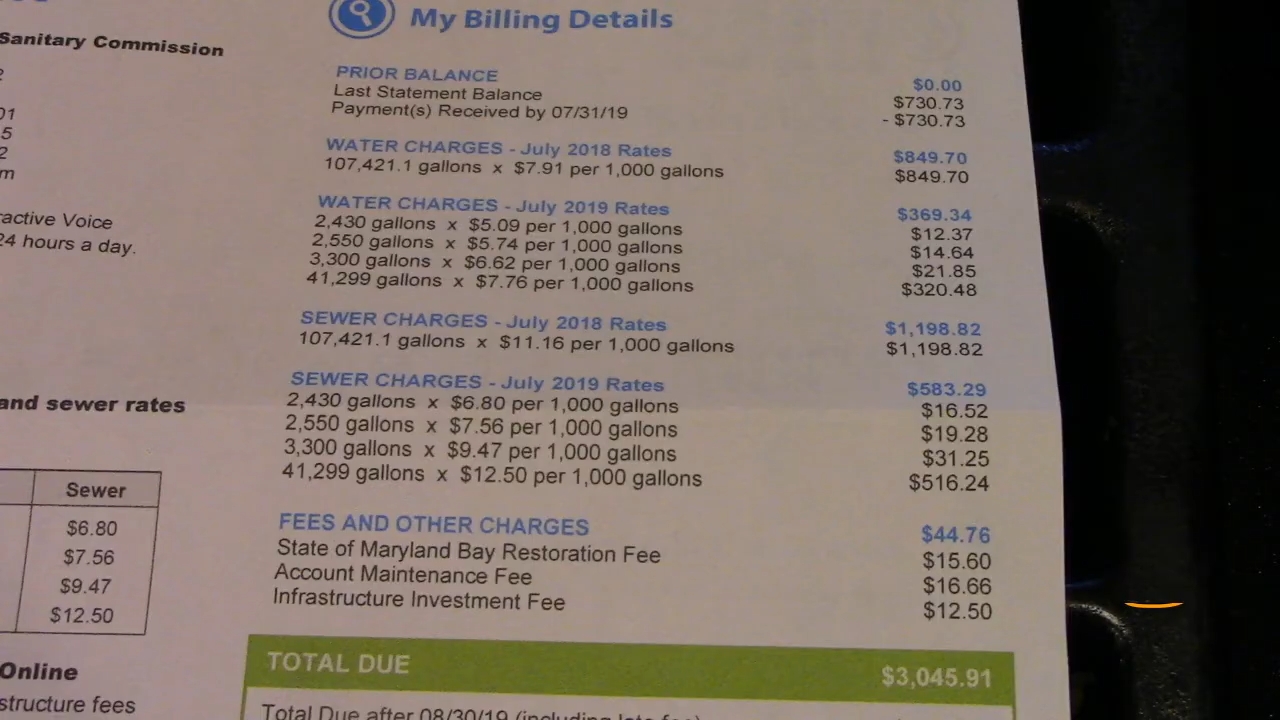 Sanitary Commission
2
01
5
2
m
ractive Voice
24 hours a day.
and sewer rates
Sewer
$6.80
$7.56
$9.47
$12.50
Online
structure fees
My Billing Details
PRIOR BALANCE $0.00
Last Statement Balance $730.73
Payment(s) Received by 07/31/19 - $730.73
WATER CHARGES - July 2018 Rates $849.70
107,421.1 gallons x $7.91 per 1,000 gallons $849.70
WATER CHARGES - July 2019 Rates $369.34
2,430 gallons x $5.09 per 1,000 gallons $12.37
2,550 gallons x $5.74 per 1,000 gallons $14.64
3,300 gallons x $6.62 per 1,000 gallons $21.85
41,299 gallons x $7.76 per 1,000 gallons $320.48
SEWER CHARGES - July 2018 Rates $1,198.82
107,421.1 gallons x $11.16 per 1,000 gallons $1,198.82
SEWER CHARGES - July 2019 Rates $583.29
2,430 gallons x $6.80 per 1,000 gallons $16.52
2,550 gallons x $7.56 per 1,000 gallons $19.28
3,300 gallons x $9.47 per 1,000 gallons $31.25
41,299 gallons x $12.50 per 1,000 gallons $516.24
FEES AND OTHER CHARGES $44.76
State of Maryland Bay Restoration Fee $15.60
Account Maintenance Fee $16.66
Infrastructure Investment Fee $12.50
TOTAL DUE $3,045.91
Total Due after 08/30/19 (including late fee)